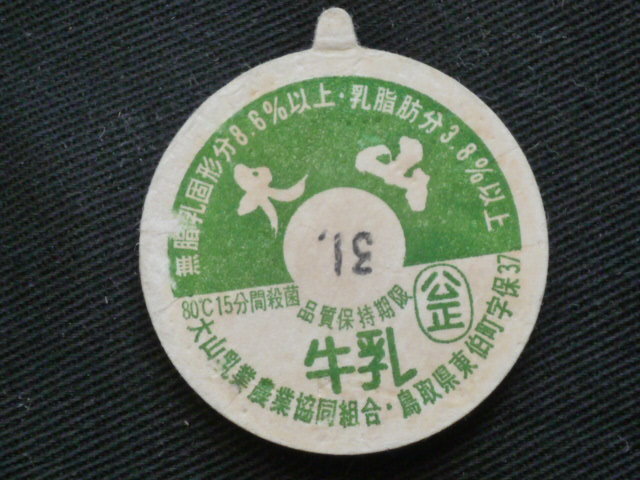 無脂乳固形分8.6%以上・乳脂肪分3.8%以上
大山
31.
80℃15分間殺菌
品質保持期限
公正
牛乳
大山乳業農業協同組合・鳥取県東伯町字保37